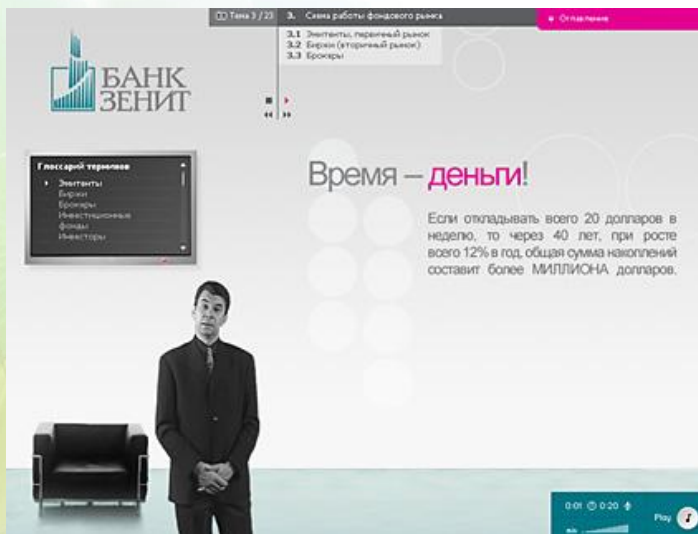 Тема 3 / 23
3. Схема работы фондового рынка
Оглавление
3.1 Эмитенты, первичный рынок
3.2 Биржи (вторичный рынок)
3.3 Брокеры
БАНК
ЗЕНИТ
Глоссарий терминов
Эмитенты
Биржи
Брокеры
Инвестиционные
фонды
Инвесторы
Время – деньги!
Если откладывать всего 20 долларов в
неделю, то через 40 лет, при росте
всего 12% в год, общая сумма накоплений
составит более МИЛЛИОНА долларов.
0:01 0:20
Play